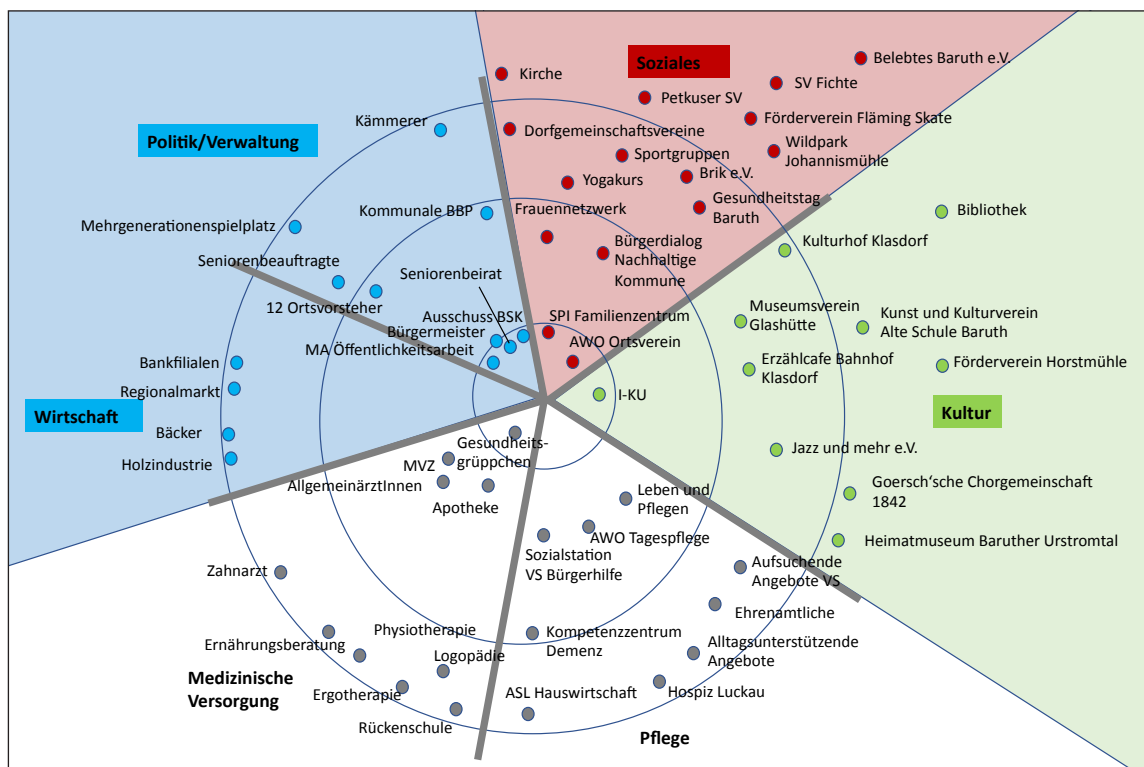 Soziales
Kirche
Belebtes Baruth e.V.
SV Fichte
Petkuser SV
Förderverein Fläming Skate
Kämmerer
Dorfgemeinschaftsvereine
Politik/Verwaltung
Sportgruppen
Wildpark
Johannismühle
Brik e.V.
Yogakurs
Gesundheitstag
Baruth
Kommunale BBP
Frauennetzwerk
Bibliothek
Mehrgenerationenspielplatz
Kulturhof Klasdorf
Bürgerdialog
Nachhaltige
Kommune
Seniorenbeauftragte
Seniorenbeirat
12 Ortsvorsteher
Ausschuss BSK
SPI Familienzentrum
Museumsverein
Glashütte
Kunst und Kulturverein
Alte Schule Baruth
Bürgermeister
AWO Ortsverein
MA Öffentlichkeitsarbeit
Bankfilialen
Erzählcafe Bahnhof
Klasdorf
Förderverein Horstmühle
Regionalmarkt
I-KU
Wirtschaft
Kultur
Bäcker
Gesundheits-
grüppchen
Jazz und mehr e.V.
Holzindustrie
MVZ
AllgemeinärztInnen
Apotheke
Leben und
Pflegen
Goersch‘sche Chorgemeinschaft
1842
AWO Tagespflege
Heimatmuseum Baruther Urstromtal
Sozialstation
VS Bürgerhilfe
Aufsuchende
Angebote VS
Zahnarzt
Ehrenamtliche
Physiotherapie
Kompetenzzentrum
Demenz
Ernährungsberatung
Alltagsunterstützende
Angebote
Logopädie
Medizinische
Versorgung
Ergotherapie
ASL Hauswirtschaft
Hospiz Luckau
Rückenschule
Pflege